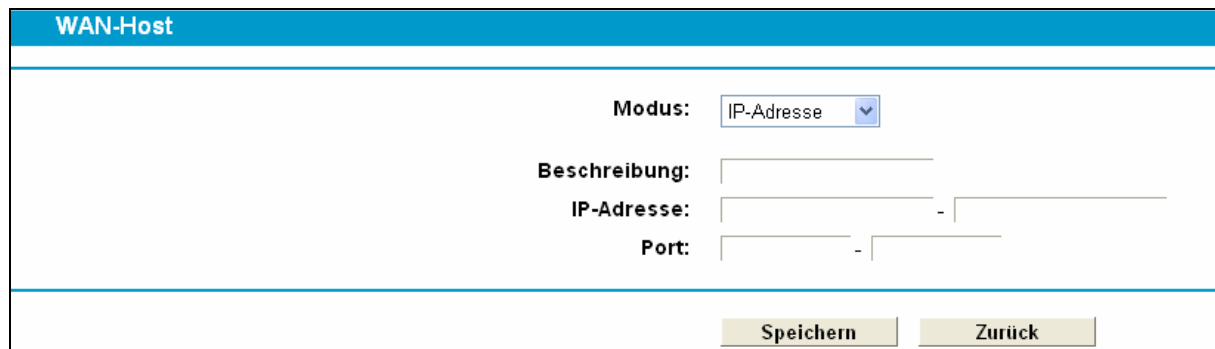 WAN-Host
Modus: IP-Adresse
Beschreibung:
IP-Adresse: -
Port: -
Speichern Zurück